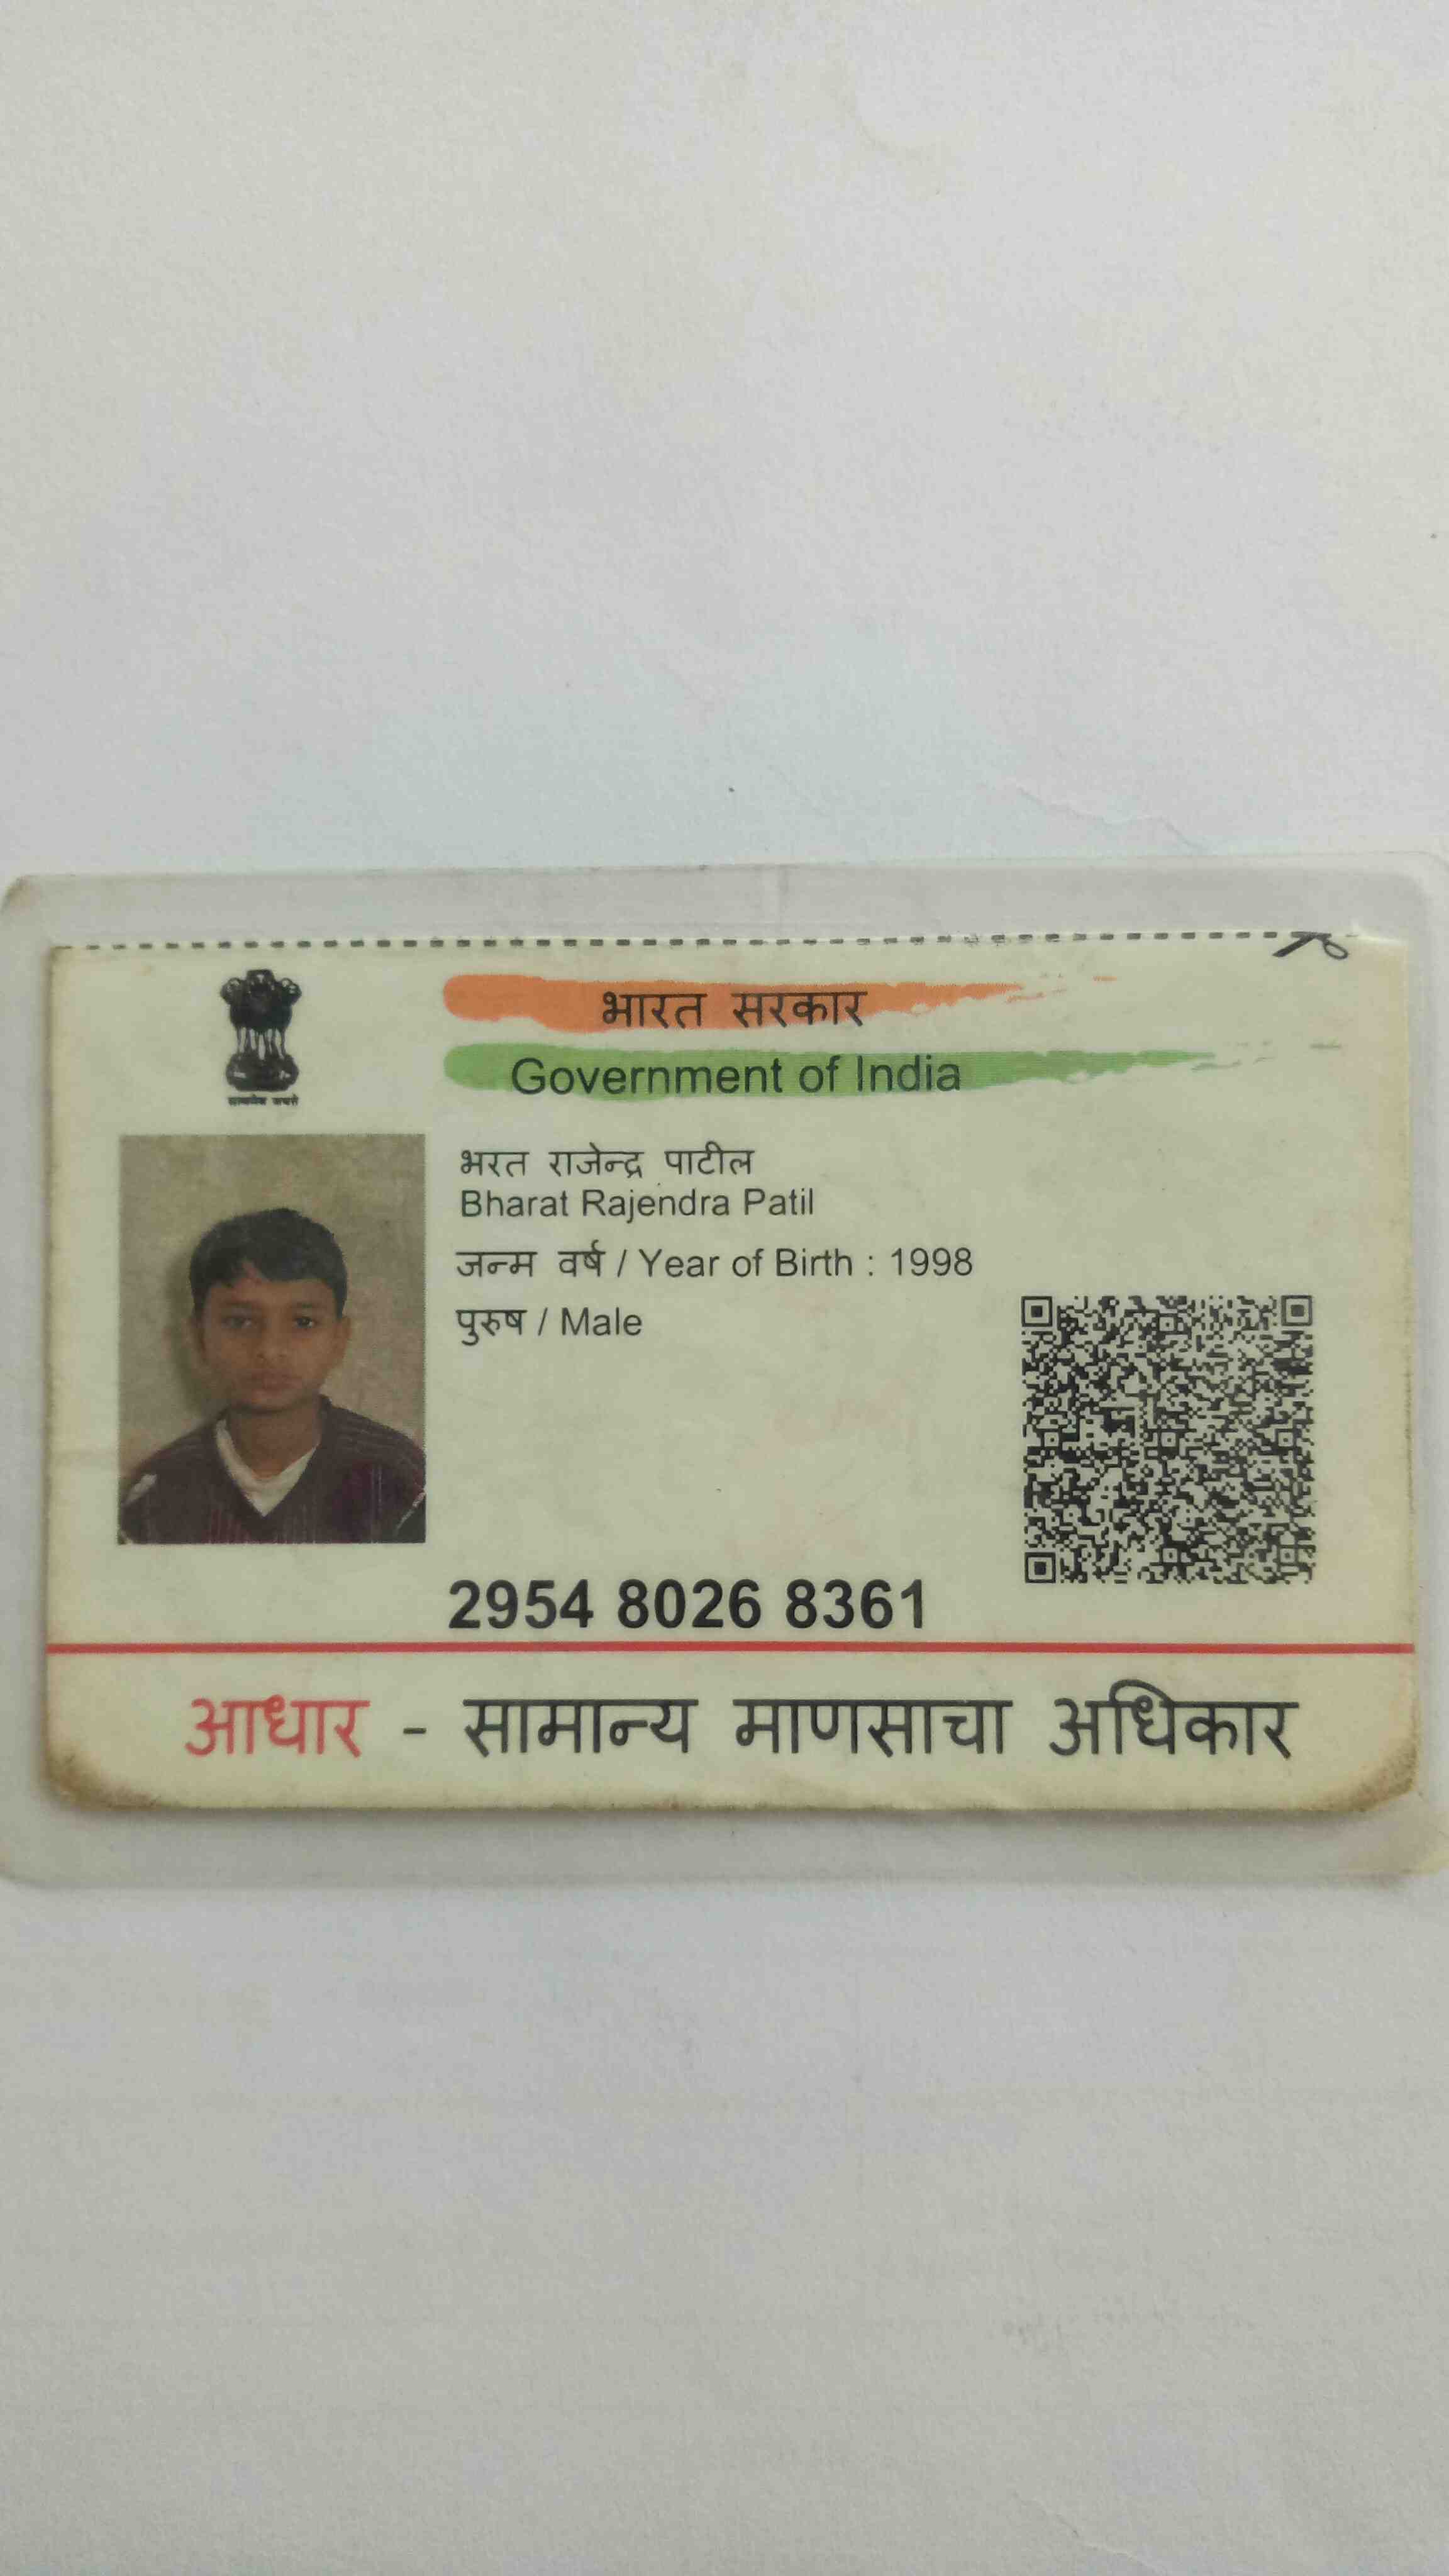 भारत सरकार
Government of India
सत्यमेव जयते
भरत राजेन्द्र पाटील
Bharat Rajendra Patil
जन्म वर्ष / Year of Birth : 1998
पुरुष / Male
2954 8026 8361
आधार - सामान्य माणसाचा अधिकार